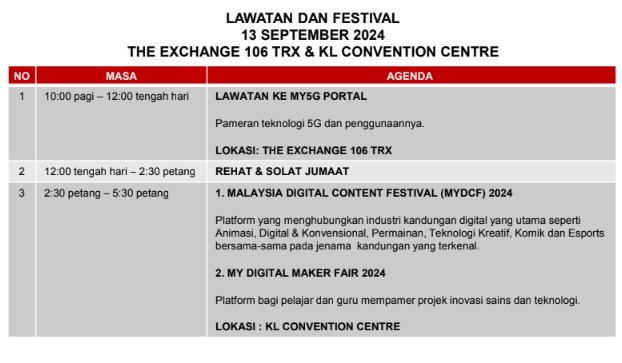 LAWATAN DAN FESTIVAL
13 SEPTEMBER 2024
THE EXCHANGE 106 TRX & KL CONVENTION CENTRE
NO MASA AGENDA
1 10:00 pagi – 12:00 tengah hari LAWATAN KE MY5G PORTAL
Pameran teknologi 5G dan penggunaannya.
LOKASI: THE EXCHANGE 106 TRX
2 12:00 tengah hari – 2:30 petang REHAT & SOLAT JUMAAT
3 2:30 petang – 5:30 petang 1. MALAYSIA DIGITAL CONTENT FESTIVAL (MYDCF) 2024
Platform yang menghubungkan industri kandungan digital yang utama seperti
Animasi, Digital & Konvensional, Permainan, Teknologi Kreatif, Komik dan Esports
bersama-sama pada jenama kandungan yang terkenal.
2. MY DIGITAL MAKER FAIR 2024
Platform bagi pelajar dan guru mempamer projek inovasi sains dan teknologi.
LOKASI : KL CONVENTION CENTRE